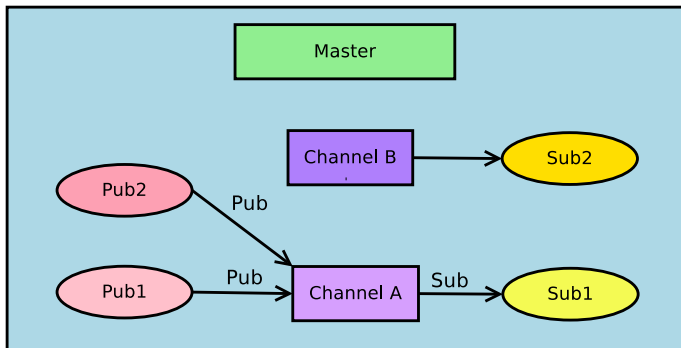 Master
Channel B
Sub2
Pub2
Pub
Pub
Pub1
Channel A
Sub
Sub1